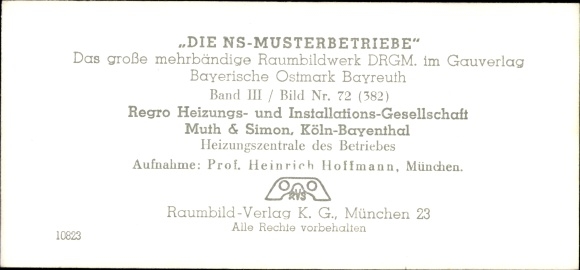 „DIE NS-MUSTERBETRIEBE“
Das große mehrbändige Raumbildwerk DRGM. im Gauverlag
Bayerische Ostmark Bayreuth
Band III / Bild Nr. 72 (382)
Regro Heizungs- und Installations-Gesellschaft
Muth & Simon, Köln-Bayenthal
Heizungszentrale des Betriebes
Aufnahme: Prof. Heinrich Hoffmann, München.
RVS
Raumbild-Verlag K. G., München 23
Alle Rechte vorbehalten
10823